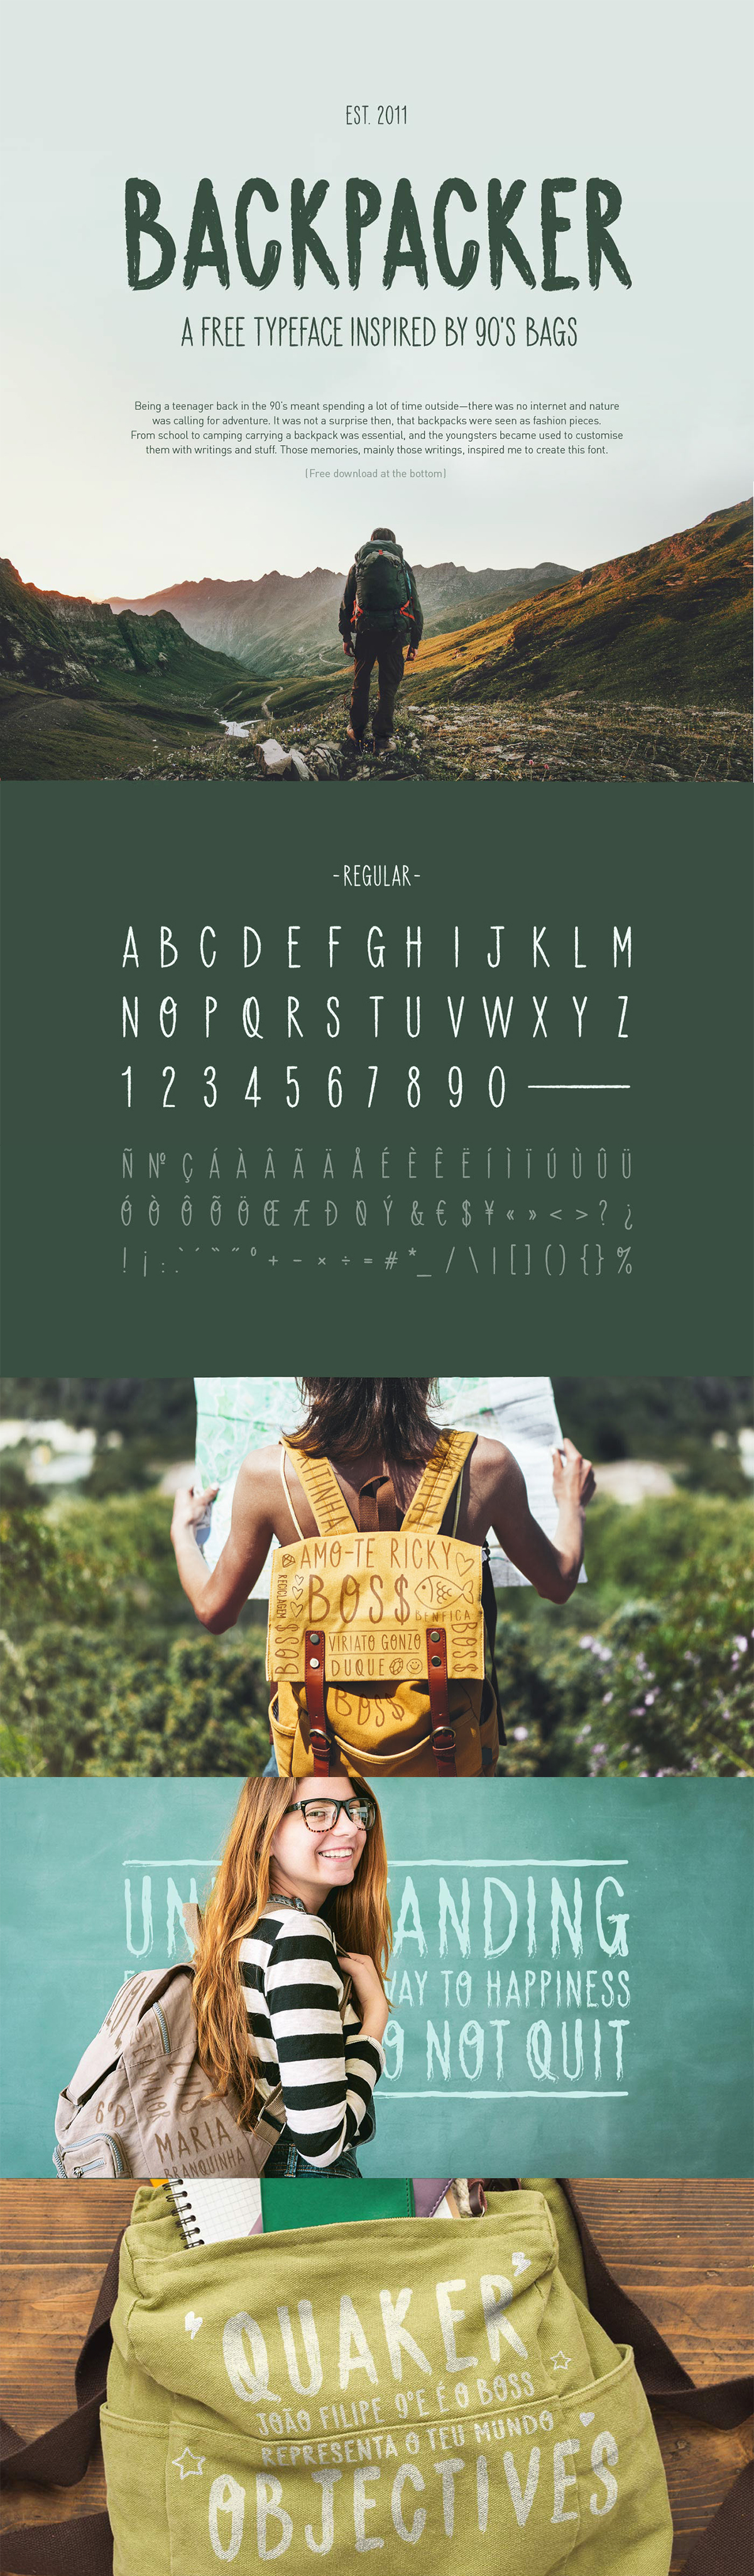 EST. 2011
BACKPACKER
A FREE TYPEFACE INSPIRED BY 90'S BAGS
Being a teenager back in the 90's meant spending a lot of time outside—there was no internet and nature
was calling for adventure. It was not a surprise then, that backpacks were seen as fashion pieces.
From school to camping carrying a backpack was essential, and the youngsters became used to customise
them with writings and stuff. Those memories, mainly those writings, inspired me to create this font.
(Free download at the bottom)
-REGULAR-
A B C D E F G H I J K L M
N O P Q R S T U V W X Y Z
1 2 3 4 5 6 7 8 9 0 —
Ñ Nº Ç Á À Â Ã Ä Å É È Ê Ë Í Ì Ï Ú Ù Û Ü
Ó Ò Ô Õ Ö Œ Æ Ð Ý & € $ ¥ « » < > ? ¿
! ¡ : . ` ´ ° + - × ÷ = # * _ / \ | [ ] ( ) { } %
AMO-TE RICKY
RECICLAGEM
BOS$
BENFICA
BOSS
BOSS
VIRIATO GONZO
DUQUE
BOS$
UN ANDING
WAY TO HAPPINESS
O NOT QUIT
6ºD
MARIA
BRANQUINHA
QUAKER
JOÃO FILIPE 9ºE É O BOSS
REPRESENTA O TEU MUNDO
OBJECTIVES